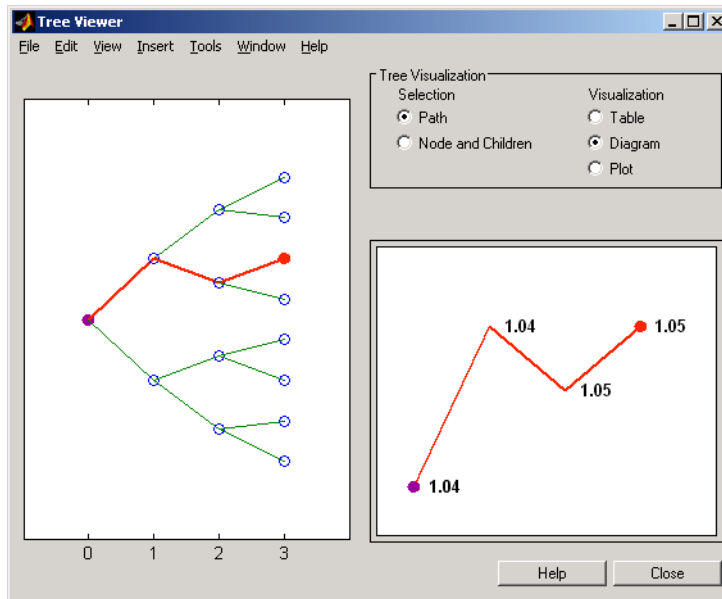 Tree Viewer
File Edit View Insert Tools Window Help
Tree Visualization
Selection
Visualization
Path
Table
Node and Children
Diagram
Plot
1.04
1.05
1.05
1.04
0 1 2 3
Help
Close